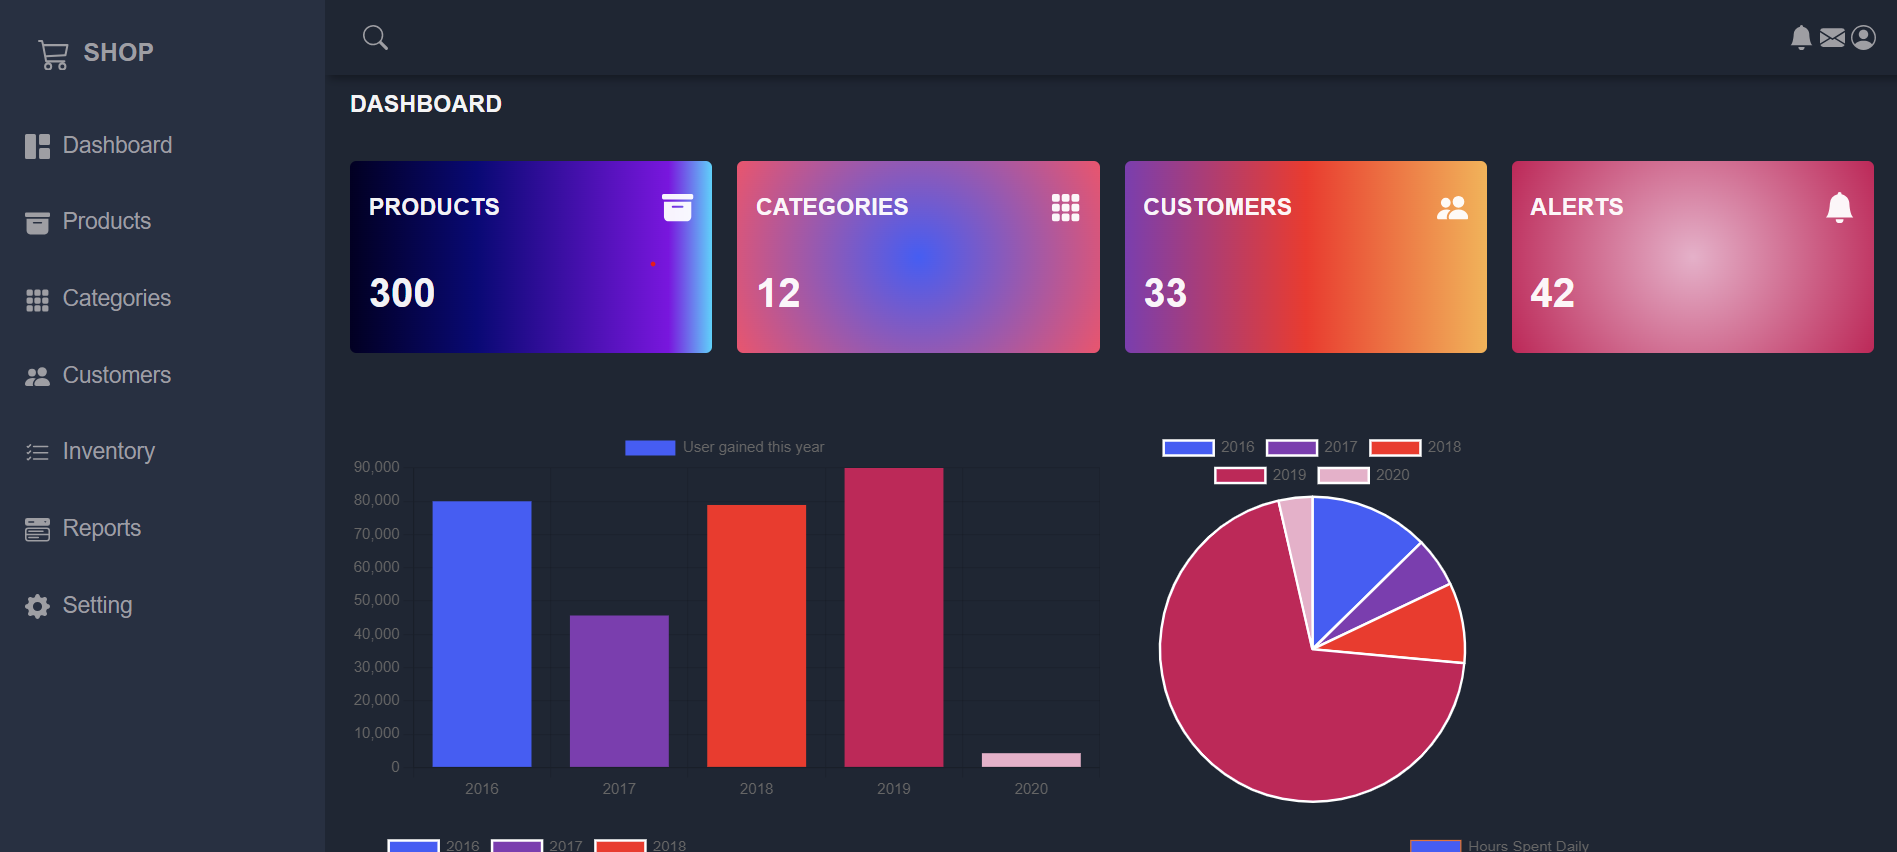 SHOP
Dashboard
Products
Categories
Customers
Inventory
Reports
Setting
DASHBOARD
PRODUCTS
300
CATEGORIES
12
CUSTOMERS
33
ALERTS
42
User gained this year
90,000
80,000
70,000
60,000
50,000
40,000
30,000
20,000
10,000
0
2016 2017 2018 2019 2020
2016 2017 2018
2019 2020
2016 2017 2018
Hours Spent Daily